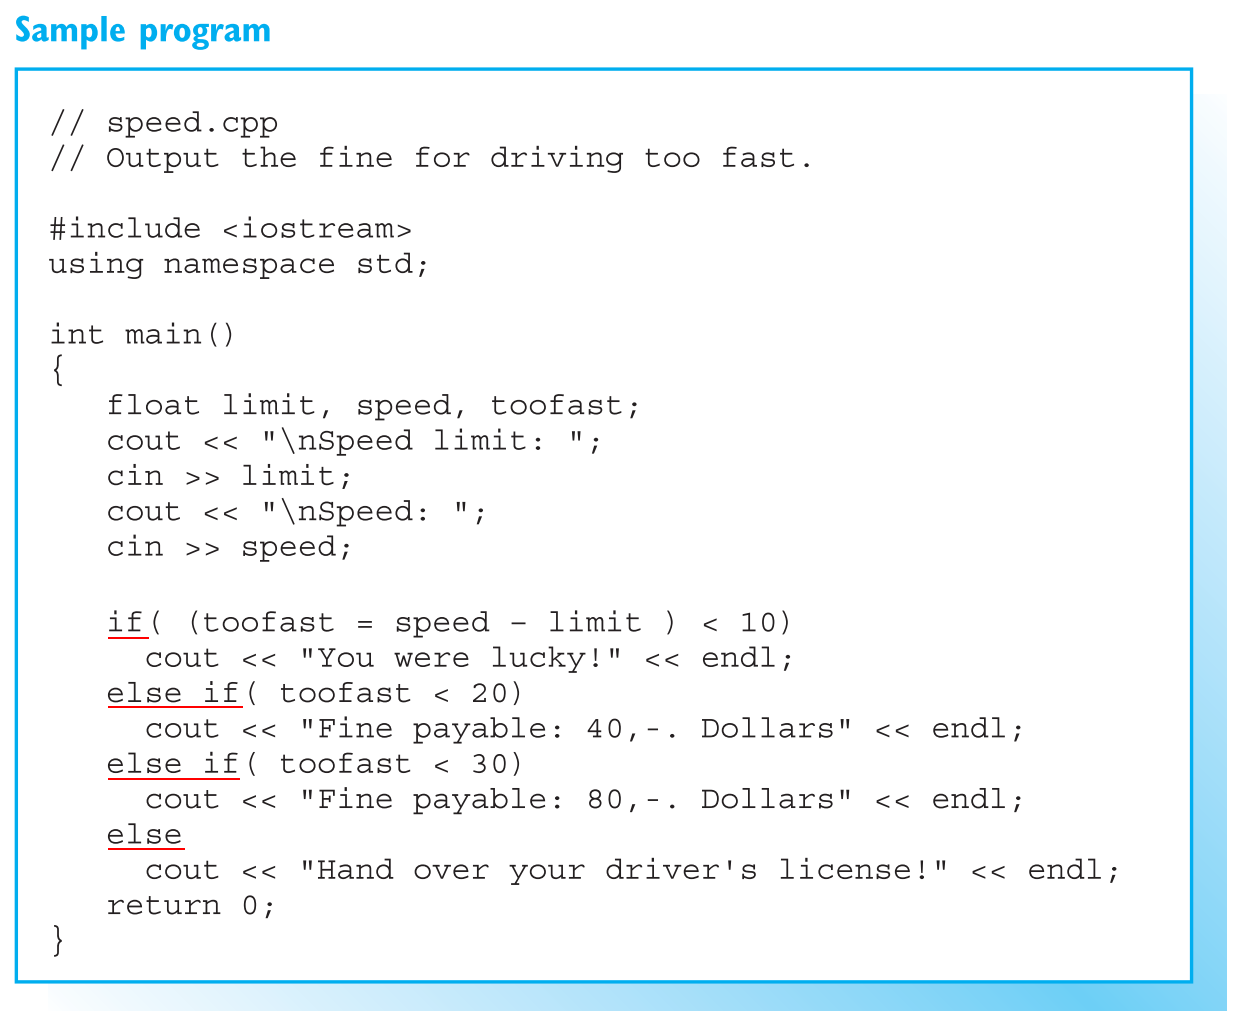 Sample program
// speed.cpp
// Output the fine for driving too fast.
#include <iostream>
using namespace std;
int main()
{
float limit, speed, toofast;
cout << "\nSpeed limit: ";
cin >> limit;
cout << "\nSpeed: ";
cin >> speed;
if( (toofast = speed – limit ) < 10)
cout << "You were lucky!" << endl;
else if( toofast < 20)
cout << "Fine payable: 40,-. Dollars" << endl;
else if( toofast < 30)
cout << "Fine payable: 80,-. Dollars" << endl;
else
cout << "Hand over your driver's license!" << endl;
return 0;
}